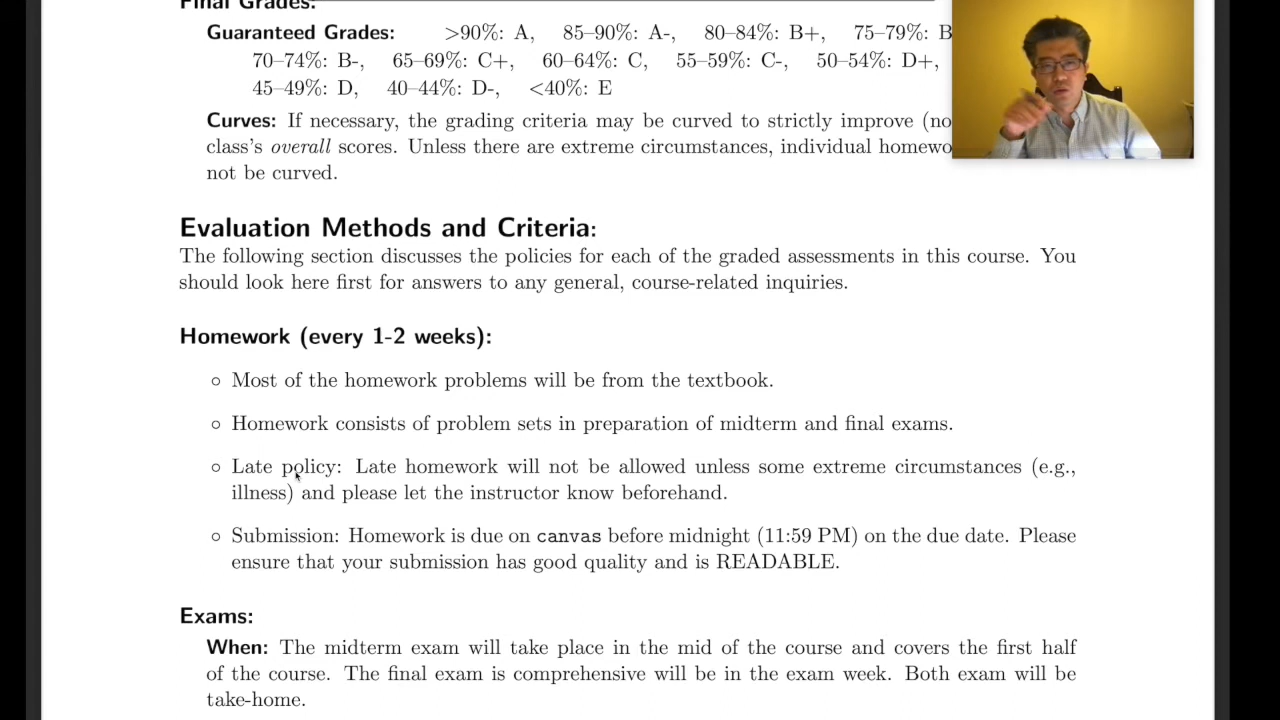 Final Grades:
Guaranteed Grades: >90%: A, 85–90%: A-, 80–84%: B+, 75–79%: B
70–74%: B-, 65–69%: C+, 60–64%: C, 55–59%: C-, 50–54%: D+,
45–49%: D, 40–44%: D-, <40%: E
Curves: If necessary, the grading criteria may be curved to strictly improve
class's overall scores. Unless there are extreme circumstances, individual
not be curved.
Evaluation Methods and Criteria:
The following section discusses the policies for each of the graded assessments in this course. You
should look here first for answers to any general, course-related inquiries.
Homework (every 1-2 weeks):
○ Most of the homework problems will be from the textbook.
○ Homework consists of problem sets in preparation of midterm and final exams.
○ Late policy: Late homework will not be allowed unless some extreme circumstances (e.g.,
illness) and please let the instructor know beforehand.
○ Submission: Homework is due on canvas before midnight (11:59 PM) on the due date. Please
ensure that your submission has good quality and is READABLE.
Exams:
When: The midterm exam will take place in the mid of the course and covers the first half
of the course. The final exam is comprehensive will be in the exam week. Both exam will be
take-home.